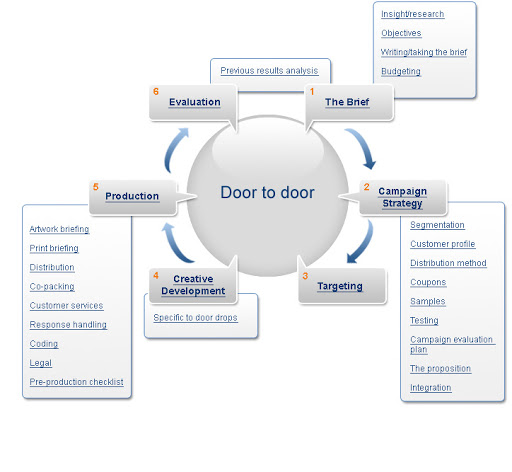 Insight/research
Objectives
Writing/taking the brief
Budgeting
Previous results analysis
6
Evaluation
1
The Brief
Door to door
5
Production
2
Campaign
Strategy
Artwork briefing
Print briefing
Distribution
Co-packing
Customer services
Response handling
Coding
Legal
Pre-production checklist
4
Creative
Development
Specific to door drops
3
Targeting
Segmentation
Customer profile
Distribution method
Coupons
Samples
Testing
Campaign evaluation
plan
The proposition
Integration